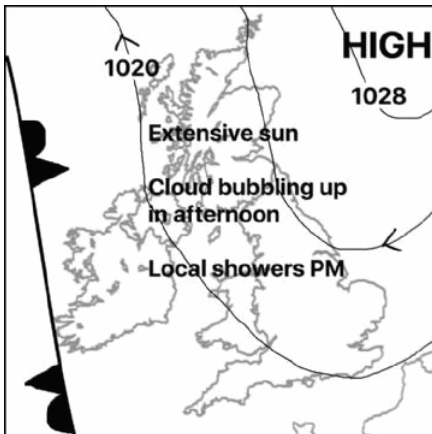 HIGH
1020
1028
Extensive sun
Cloud bubbling up
in afternoon
Local showers PM